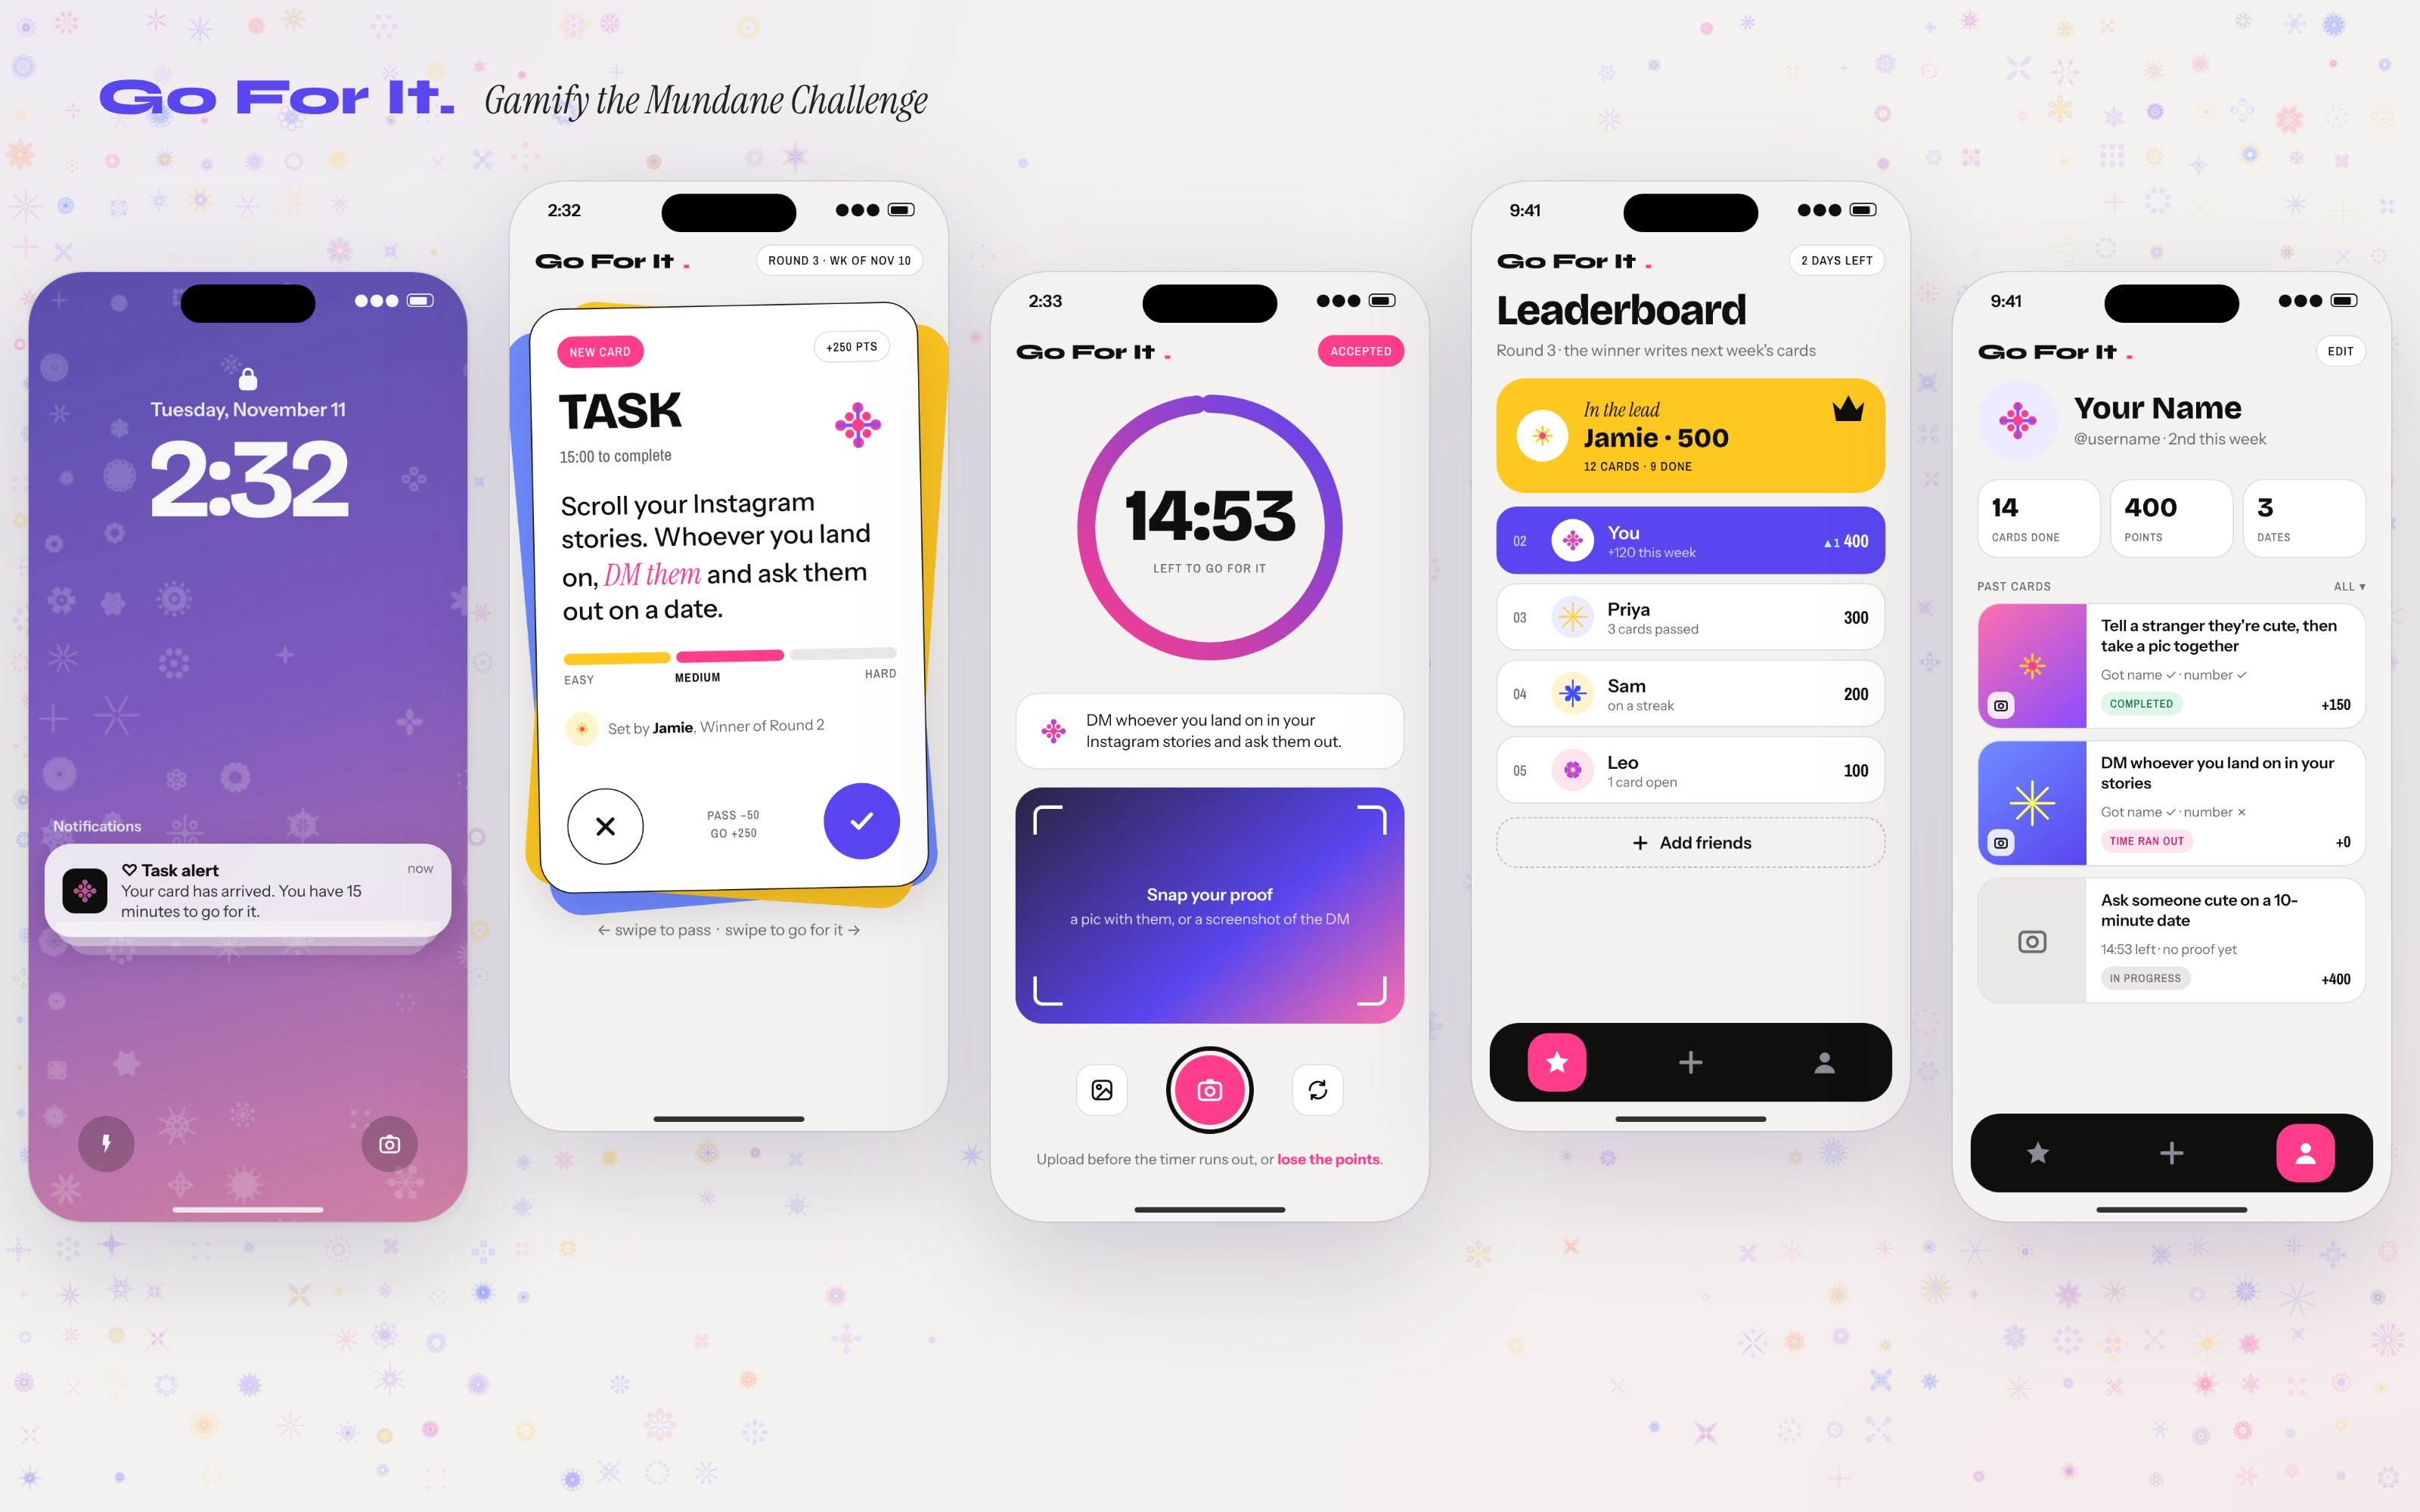 Go For It. Gamify the Mundane Challenge
Tuesday, November 11
2:32
Notifications
♡ Task alert
now
Your card has arrived. You have 15
minutes to go for it.
2:32
Go For It .
ROUND 3 · WK OF NOV 10
NEW CARD
+250 PTS
TASK
15:00 to complete
Scroll your Instagram
stories. Whoever you land
on, DM them and ask them
out on a date.
EASY
MEDIUM
HARD
Set by Jamie, Winner of Round 2
PASS –50
GO +250
← swipe to pass · swipe to go for it →
2:33
Go For It .
ACCEPTED
14:53
LEFT TO GO FOR IT
DM whoever you land on in your
Instagram stories and ask them out.
Snap your proof
a pic with them, or a screenshot of the DM
Upload before the timer runs out, or lose the points.
9:41
Go For It .
2 DAYS LEFT
Leaderboard
Round 3 · the winner writes next week's cards
In the lead
Jamie · 500
12 CARDS · 9 DONE
02
You
+120 this week
▲1 400
03
Priya
3 cards passed
300
04
Sam
on a streak
200
05
Leo
1 card open
100
+ Add friends
9:41
Go For It .
EDIT
Your Name
@username · 2nd this week
14
CARDS DONE
400
POINTS
3
DATES
PAST CARDS
ALL ▾
Tell a stranger they're cute, then
take a pic together
Got name ✓ · number ✓
COMPLETED
+150
DM whoever you land on in your
stories
Got name ✓ · number ×
TIME RAN OUT
+0
Ask someone cute on a 10-
minute date
14:53 left · no proof yet
IN PROGRESS
+400